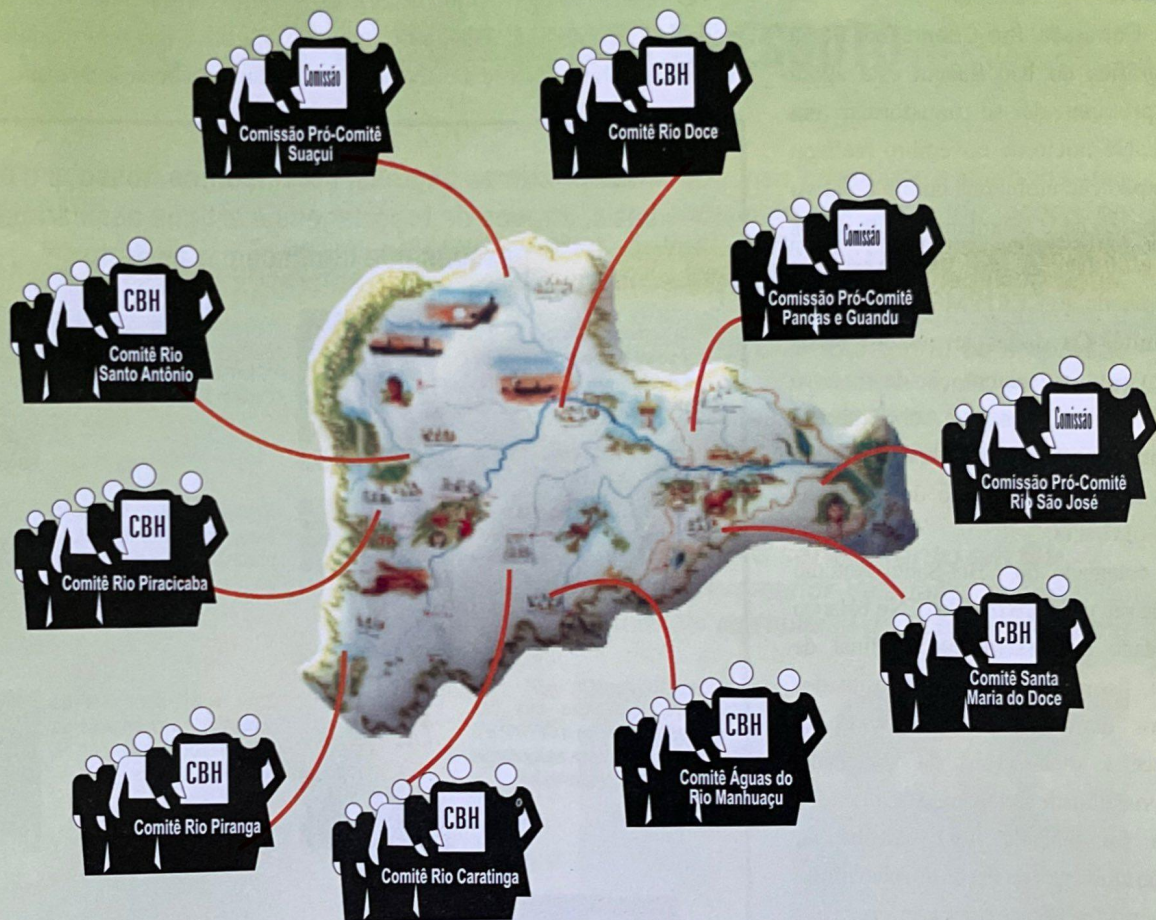 Comissão
Comissão Pró-Comitê
Suaçui
CBH
Comitê Rio Doce
Comissão
Comissão Pró-Comitê
Pancas e Guandu
CBH
Comitê Rio
Santo Antônio
Comissão
Comissão Pró-Comitê
Rio São José
CBH
Comitê Rio Piracicaba
CBH
Comitê Santa
Maria do Doce
CBH
Comitê Águas do
Rio Manhuaçu
CBH
Comitê Rio Piranga
CBH
Comitê Rio Caratinga